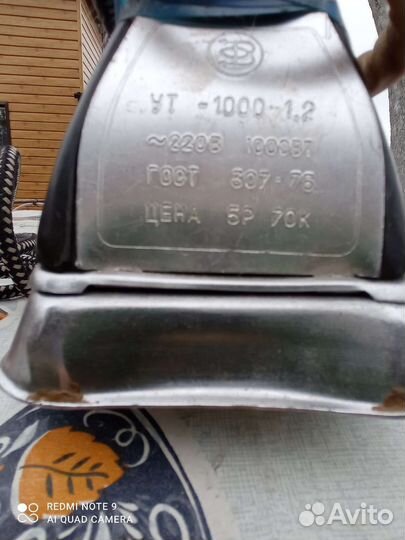 УТ -1000-1,2
~220В 1000ВТ
ГОСТ 307-76
ЦЕНА 5Р 70К
REDMI NOTE 9
AI QUAD CAMERA
Avito